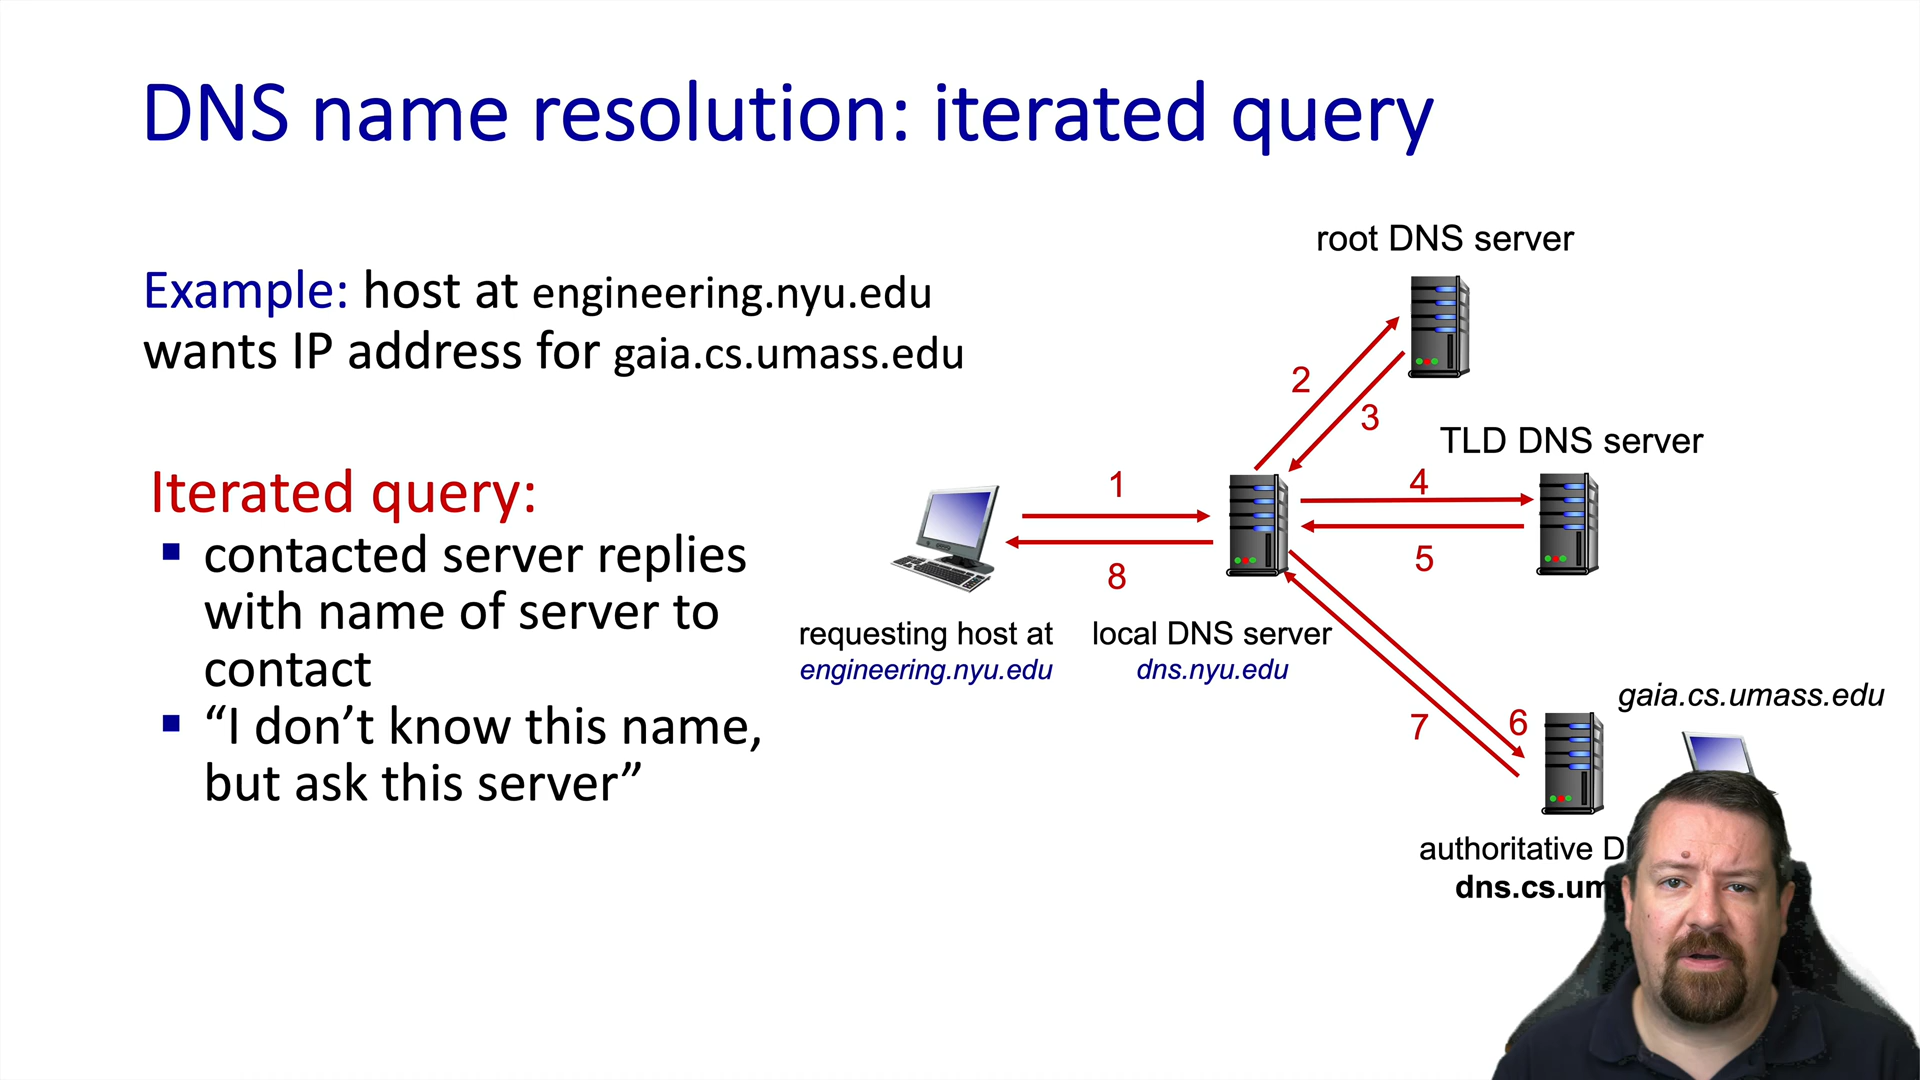 DNS name resolution: iterated query
Example: host at engineering.nyu.edu
wants IP address for gaia.cs.umass.edu
Iterated query:
▪ contacted server replies
with name of server to
contact
▪ “I don’t know this name,
but ask this server”
root DNS server
2
3
TLD DNS server
1
4
5
8
requesting host at
engineering.nyu.edu
local DNS server
dns.nyu.edu
gaia.cs.umass.edu
6
7
authoritative
dns.cs.